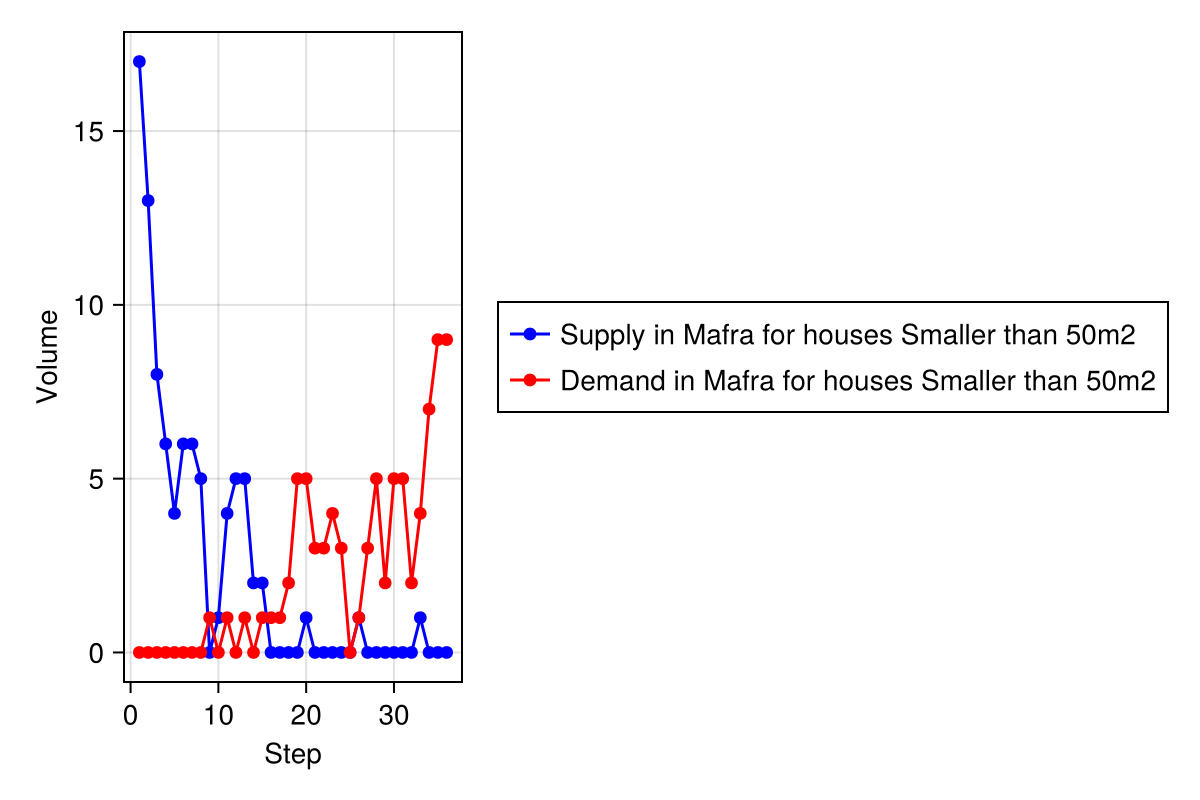 15
10
5
0
Volume
0 10 20 30
Step
Supply in Mafra for houses Smaller than 50m2
Demand in Mafra for houses Smaller than 50m2